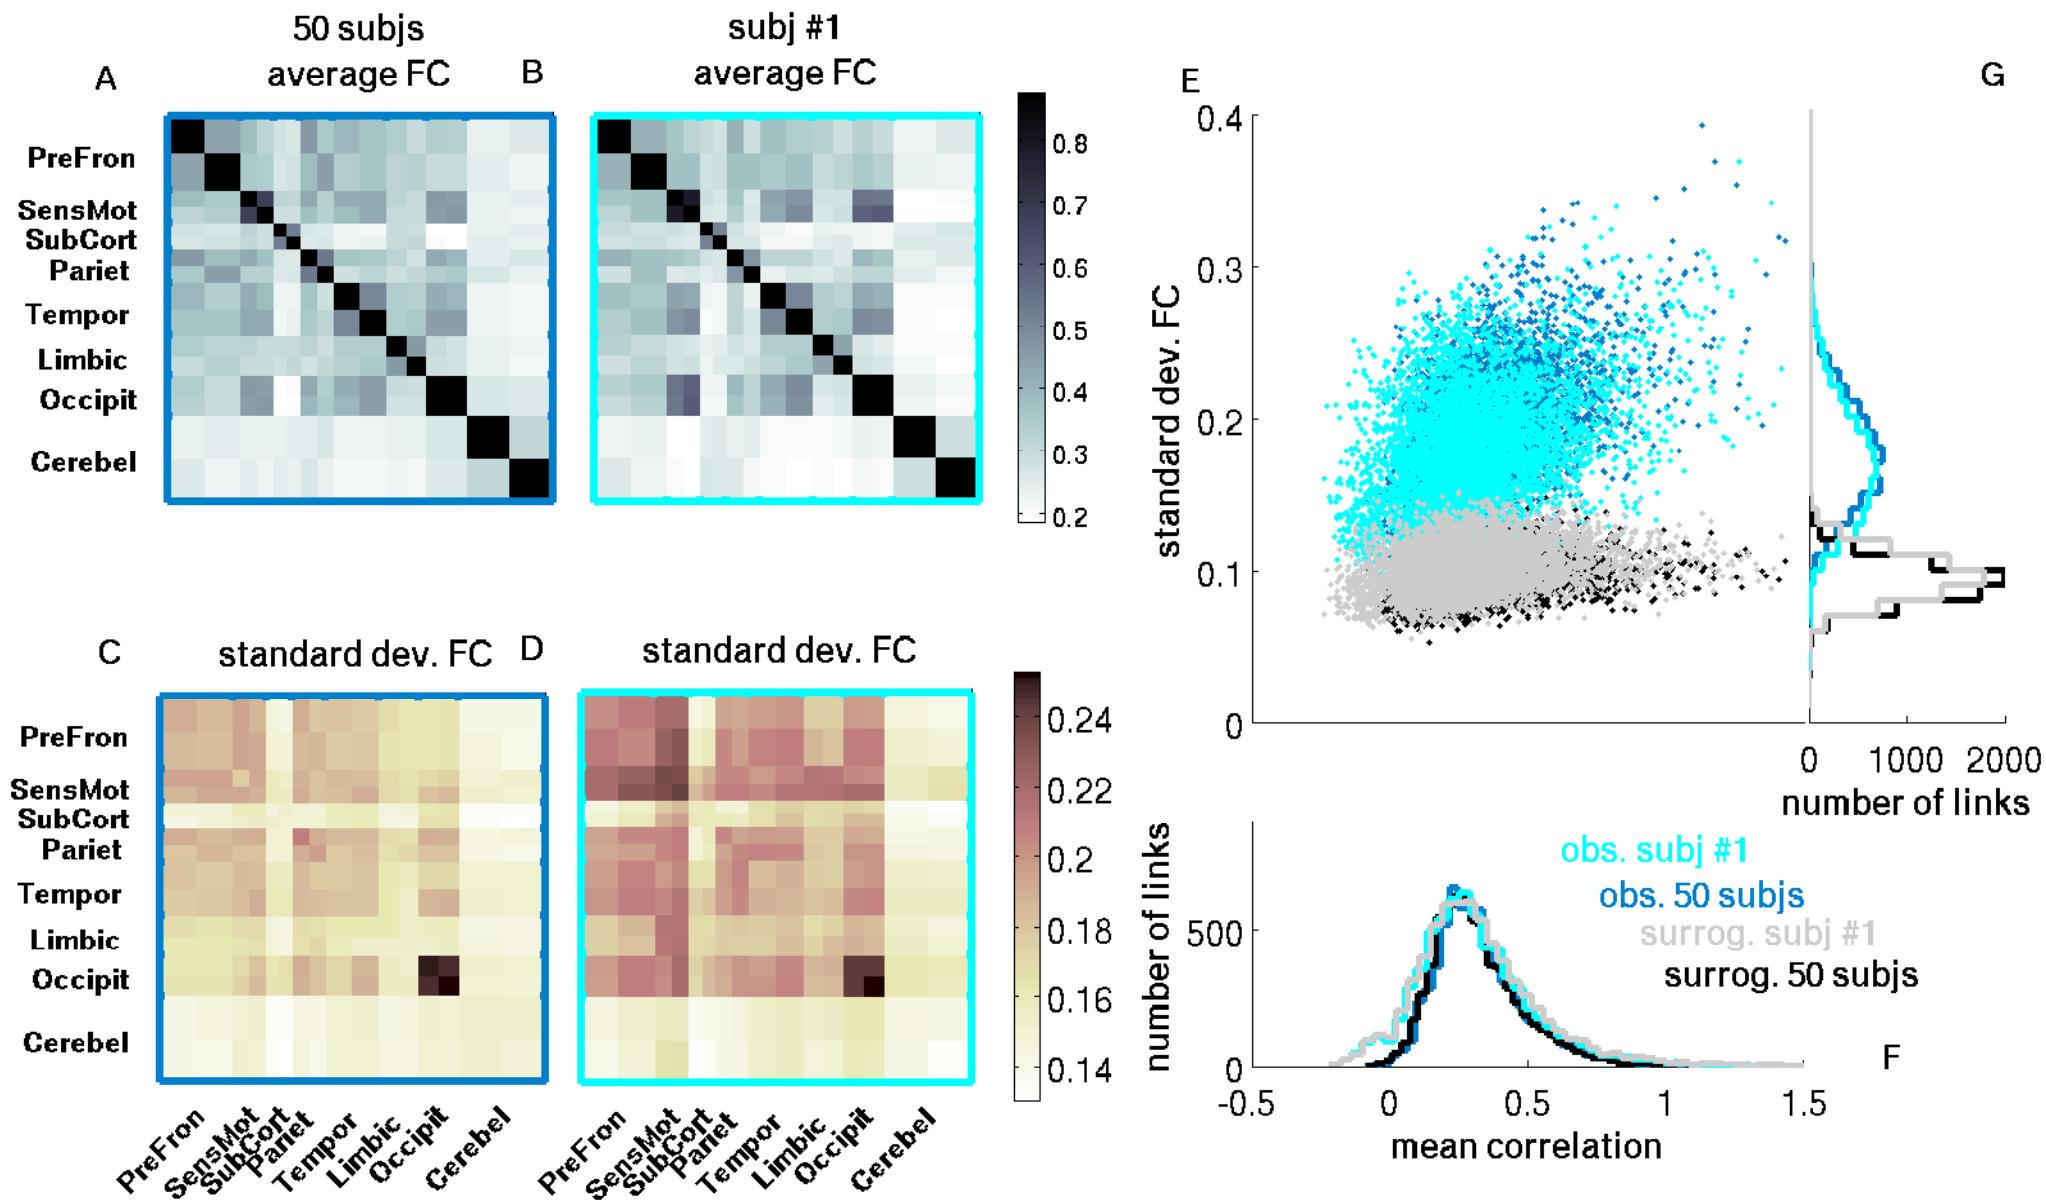 50 subjs
average FC
A
PreFron
SensMot
SubCort
Pariet
Tempor
Limbic
Occipit
Cerebel
subj #1
average FC
B
0.8
0.7
0.6
0.5
0.4
0.3
0.2
C
standard dev. FC
PreFron
SensMot
SubCort
Pariet
Tempor
Limbic
Occipit
Cerebel
PreFron
SensMot
SubCort
Pariet
Tempor
Limbic
Occipit
Cerebel
D
standard dev. FC
PreFron
SensMot
SubCort
Pariet
Tempor
Limbic
Occipit
Cerebel
0.24
0.22
0.2
0.18
0.16
0.14
E
standard dev. FC
0.4
0.3
0.2
0.1
0
G
0 1000 2000
number of links
number of links
500
0
obs. subj #1
obs. 50 subjs
surrog. subj #1
surrog. 50 subjs
F
-0.5 0 0.5 1 1.5
mean correlation